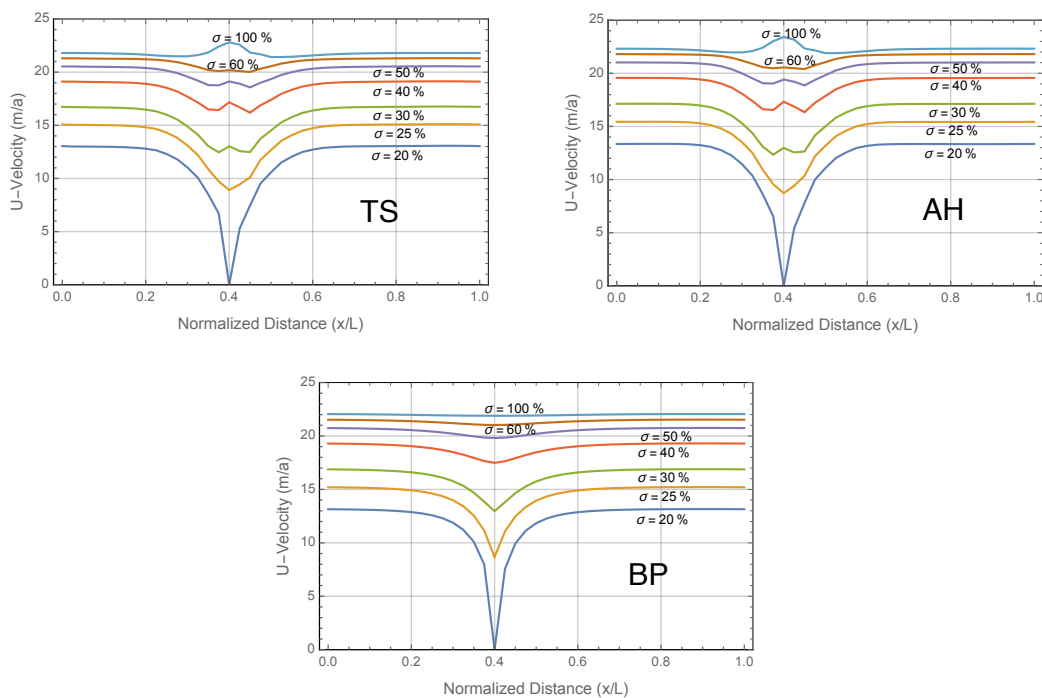 25
20
15
10
5
0
U-Velocity (m/a)
σ = 100 %
σ = 60 %
σ = 50 %
σ = 40 %
σ = 30 %
σ = 25 %
σ = 20 %
TS
0.0 0.2 0.4 0.6 0.8 1.0
Normalized Distance (x/L)
25
20
15
10
5
0
U-Velocity (m/a)
σ = 100 %
σ = 60 %
σ = 50 %
σ = 40 %
σ = 30 %
σ = 25 %
σ = 20 %
AH
0.0 0.2 0.4 0.6 0.8 1.0
Normalized Distance (x/L)
25
20
15
10
5
0
U-Velocity (m/a)
σ = 100 %
σ = 60 %
σ = 50 %
σ = 40 %
σ = 30 %
σ = 25 %
σ = 20 %
BP
0.0 0.2 0.4 0.6 0.8 1.0
Normalized Distance (x/L)